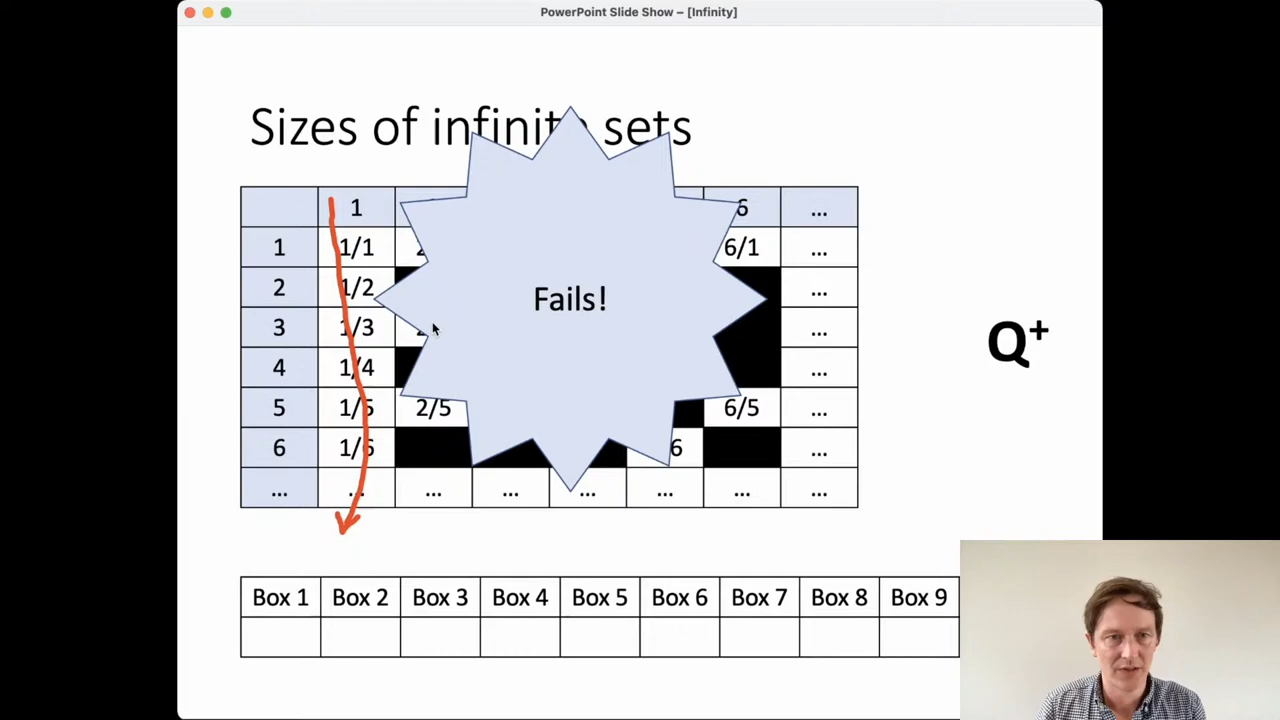 PowerPoint Slide Show – [Infinity]
Sizes of infinite sets
1 6 ...
1 1/1 6/1 ...
2 1/2 ...
Fails!
3 1/3 ...
4 1/4 ...
5 1/5 2/5 6/5 ...
6 1/6 ...
... ... ... ... ... ... ... ...
Q+
Box 1 Box 2 Box 3 Box 4 Box 5 Box 6 Box 7 Box 8 Box 9